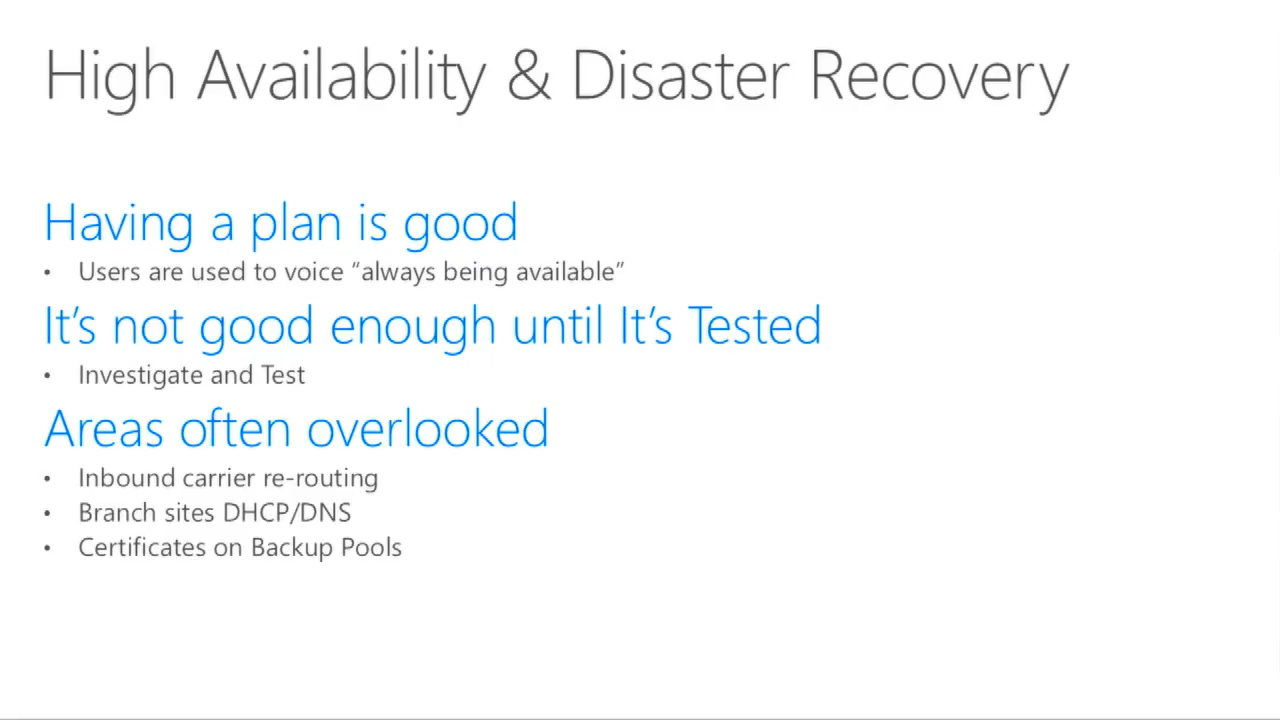 High Availability & Disaster Recovery
Having a plan is good
• Users are used to voice “always being available”
It’s not good enough until It’s Tested
• Investigate and Test
Areas often overlooked
• Inbound carrier re-routing
• Branch sites DHCP/DNS
• Certificates on Backup Pools